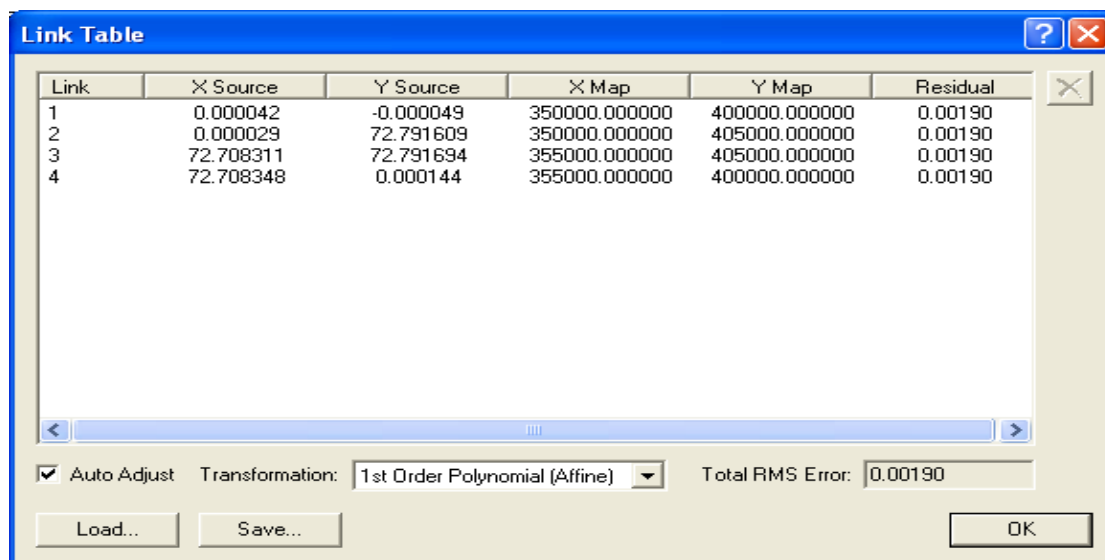 Link Table
Link X Source Y Source X Map Y Map Residual
1 0.000042 -0.000049 350000.000000 400000.000000 0.00190
2 0.000029 72.791609 350000.000000 405000.000000 0.00190
3 72.708311 72.791694 355000.000000 405000.000000 0.00190
4 72.708348 0.000144 355000.000000 400000.000000 0.00190
Auto Adjust Transformation: 1st Order Polynomial (Affine) Total RMS Error: 0.00190
Load... Save... OK